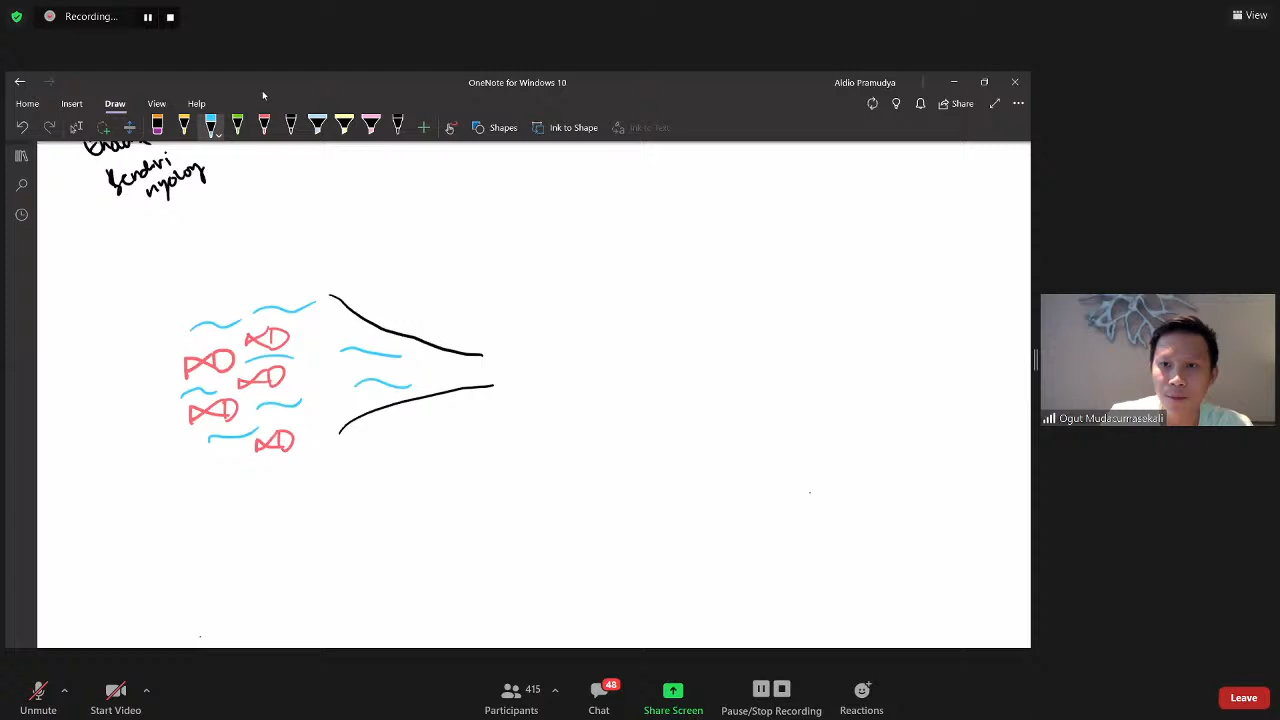 Recording...
View
OneNote for Windows 10
Aldio Pramudya
Home Insert Draw View Help
Share
Shapes
Ink to Shape
Ink to Text
sendiri
nyolong
Ogut Mudacumasekali
Unmute
Start Video
415
Participants
48
Chat
Share Screen
Pause/Stop Recording
Reactions
Leave